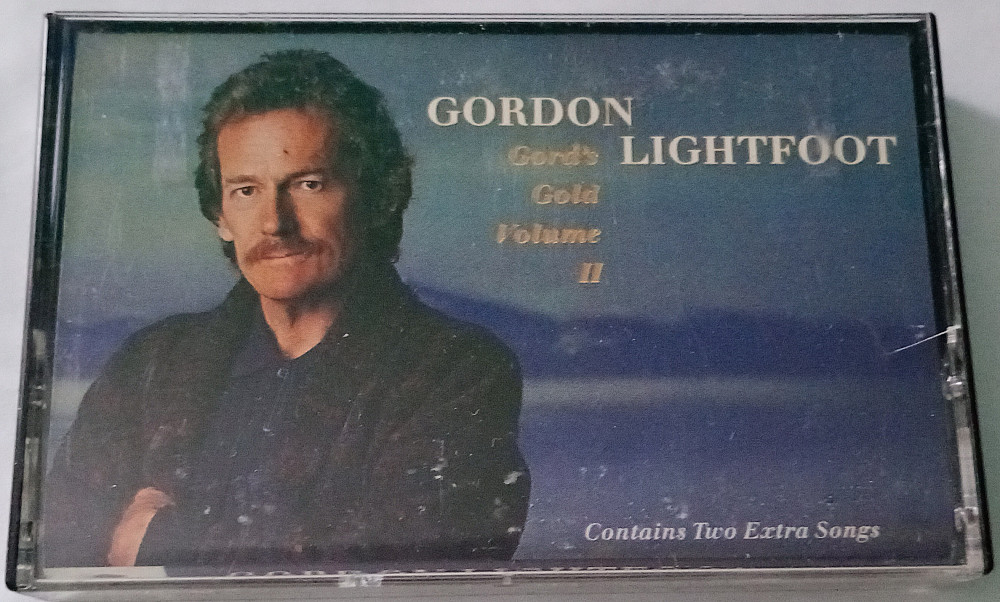 GORDON
LIGHTFOOT
Gord's
Gold
Volume
II
Contains Two Extra Songs